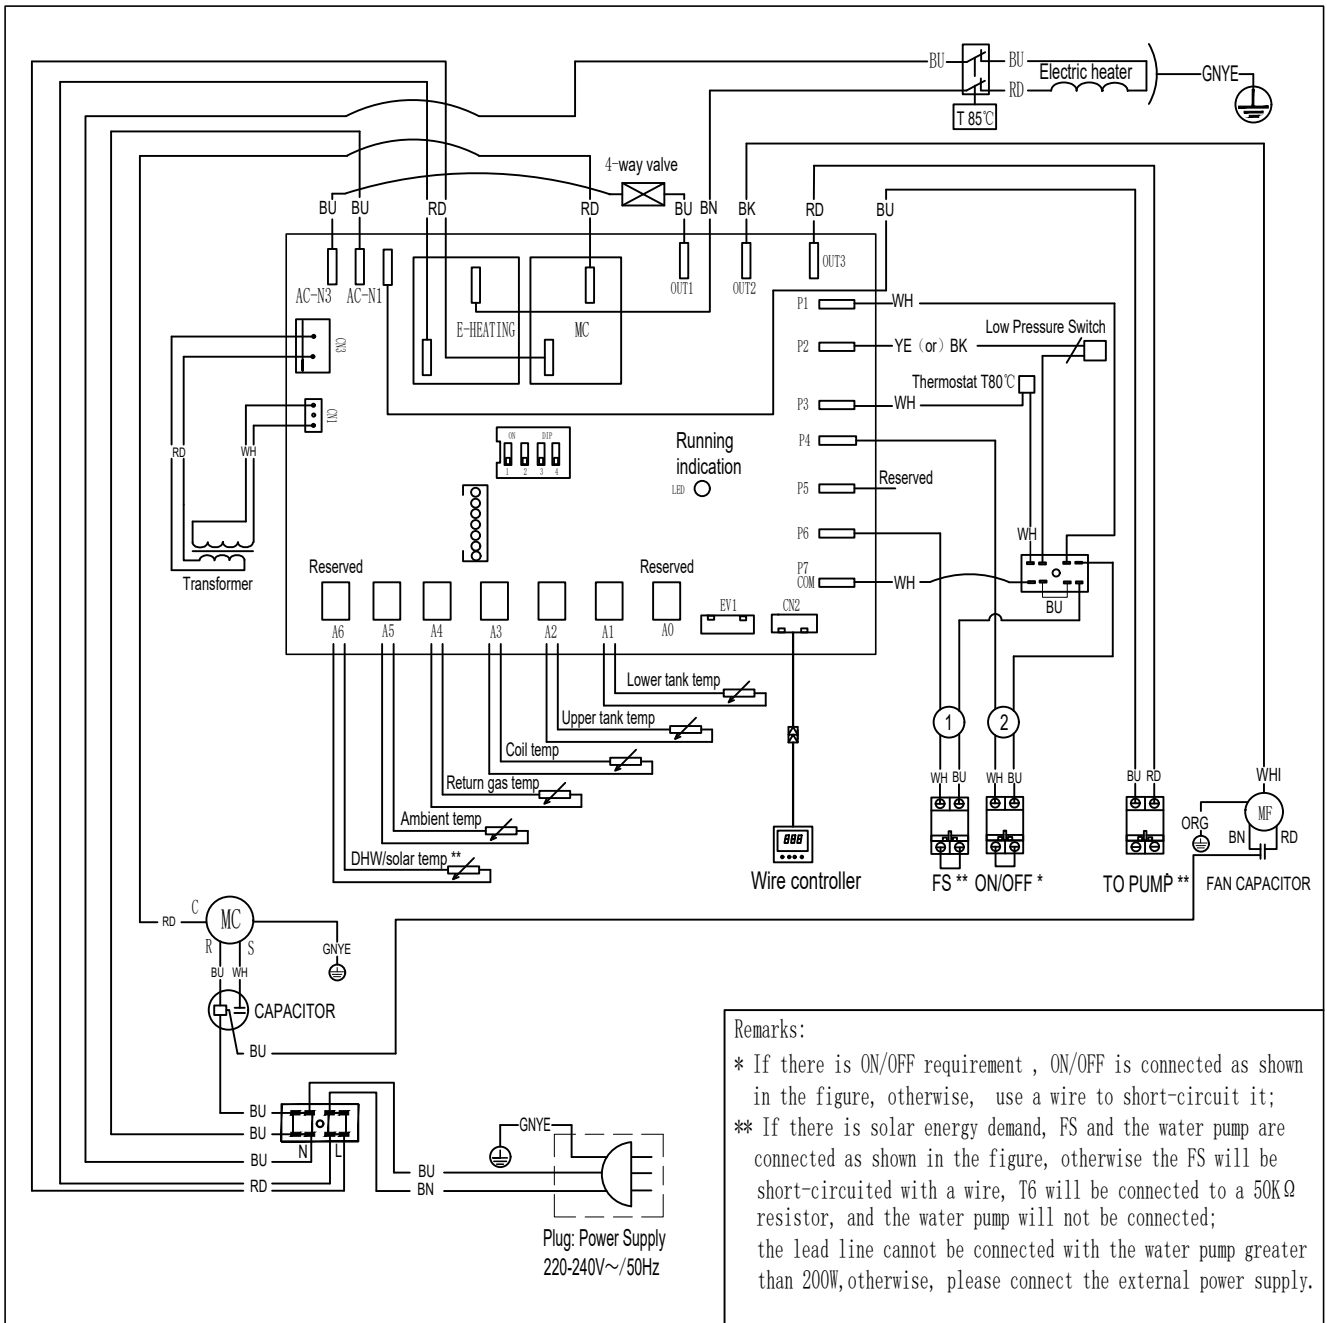 BU BU Electric heater GNYE
RD
T 85℃
4-way valve
BU BU RD RD BU BN BK RD BU
AC-N3 AC-N1 OUT1 OUT2 OUT3
E-HEATING MC
CN3
CN1
RD WH
Transformer
ON DIP
1 2 3 4
Running
indication
LED
P1 WH
Low Pressure Switch
P2 YE (or) BK
Thermostat T80℃
P3 WH
P4
P5 Reserved
P6
WH
P7
COM WH
BU
Reserved Reserved
A6 A5 A4 A3 A2 A1 A0 EV1 CN2
Lower tank temp
Upper tank temp
Coil temp
Return gas temp
Ambient temp
DHW/solar temp **
888
Wire controller
1 2
WH BU WH BU BU RD WHI
ORG MF
BN RD
FS ** ON/OFF * TO PUMP ** FAN CAPACITOR
C
RD MC
R S GNYE
BU WH
CAPACITOR
BU
BU
BU
N L
BU
RD
GNYE
BU
BN
Plug: Power Supply
220-240V～/50Hz
Remarks:
* If there is ON/OFF requirement , ON/OFF is connected as shown
in the figure, otherwise, use a wire to short-circuit it;
** If there is solar energy demand, FS and the water pump are
connected as shown in the figure, otherwise the FS will be
short-circuited with a wire, T6 will be connected to a 50KΩ
resistor, and the water pump will not be connected;
the lead line cannot be connected with the water pump greater
than 200W,otherwise, please connect the external power supply.